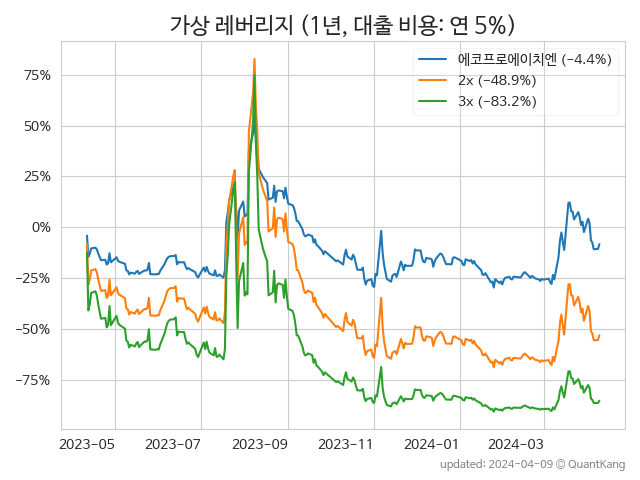 가상 레버리지 (1년, 대출 비용: 연 5%)
에코프로에이치엔 (−4.4%)
2x (−48.9%)
3x (−83.2%)
75%
50%
25%
0%
−25%
−50%
−75%
2023-05 2023-07 2023-09 2023-11 2024-01 2024-03
updated: 2024-04-09 © QuantKang